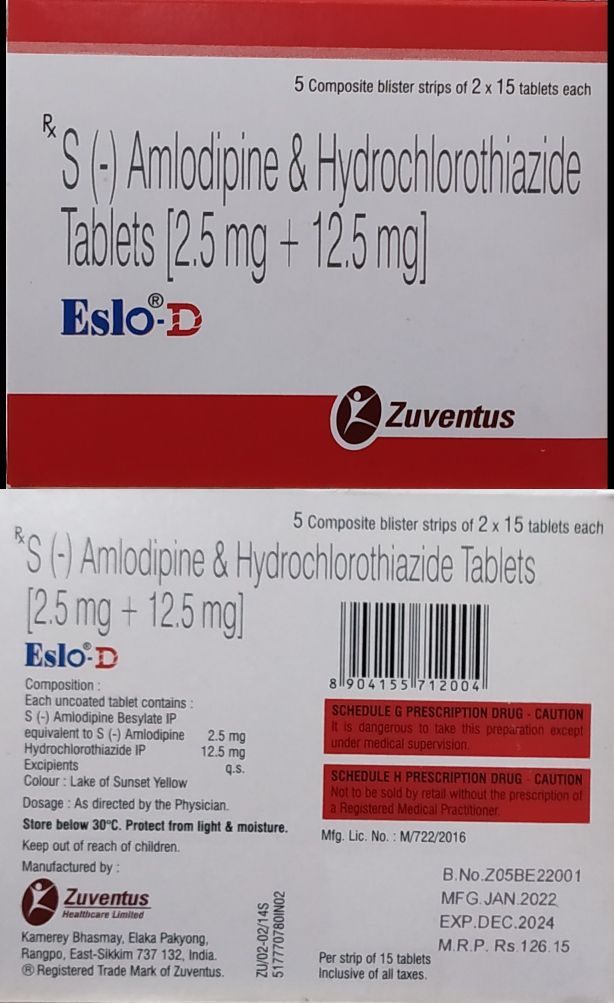 5 Composite blister strips of 2 x 15 tablets each
Rx S (-) Amlodipine & Hydrochlorothiazide
Tablets [2.5 mg + 12.5 mg]
Eslo®-D
Zuventus
5 Composite blister strips of 2 x 15 tablets each
Rx S (-) Amlodipine & Hydrochlorothiazide Tablets
[2.5 mg + 12.5 mg]
Eslo®-D
Composition :
Each uncoated tablet contains :
S (-) Amlodipine Besylate IP
equivalent to S (-) Amlodipine 2.5 mg
Hydrochlorothiazide IP 12.5 mg
Excipients q.s.
Colour : Lake of Sunset Yellow
Dosage : As directed by the Physician.
Store below 30°C. Protect from light & moisture.
Keep out of reach of children.
Manufactured by :
Zuventus
Healthcare Limited
Kamerey Bhasmay, Elaka Pakyong,
Rangpo, East-Sikkim 737 132, India.
® Registered Trade Mark of Zuventus.
ZU/02-02/14S
517770780IN02
8 904155 712004
SCHEDULE G PRESCRIPTION DRUG - CAUTION
It is dangerous to take this preparation except
under medical supervision.
SCHEDULE H PRESCRIPTION DRUG - CAUTION
Not to be sold by retail without the prescription of
a Registered Medical Practitioner.
Mfg. Lic. No. : M/722/2016
B.No.Z05BE22001
MFG.JAN.2022
EXP.DEC.2024
M.R.P. Rs.126.15
Per strip of 15 tablets
Inclusive of all taxes.